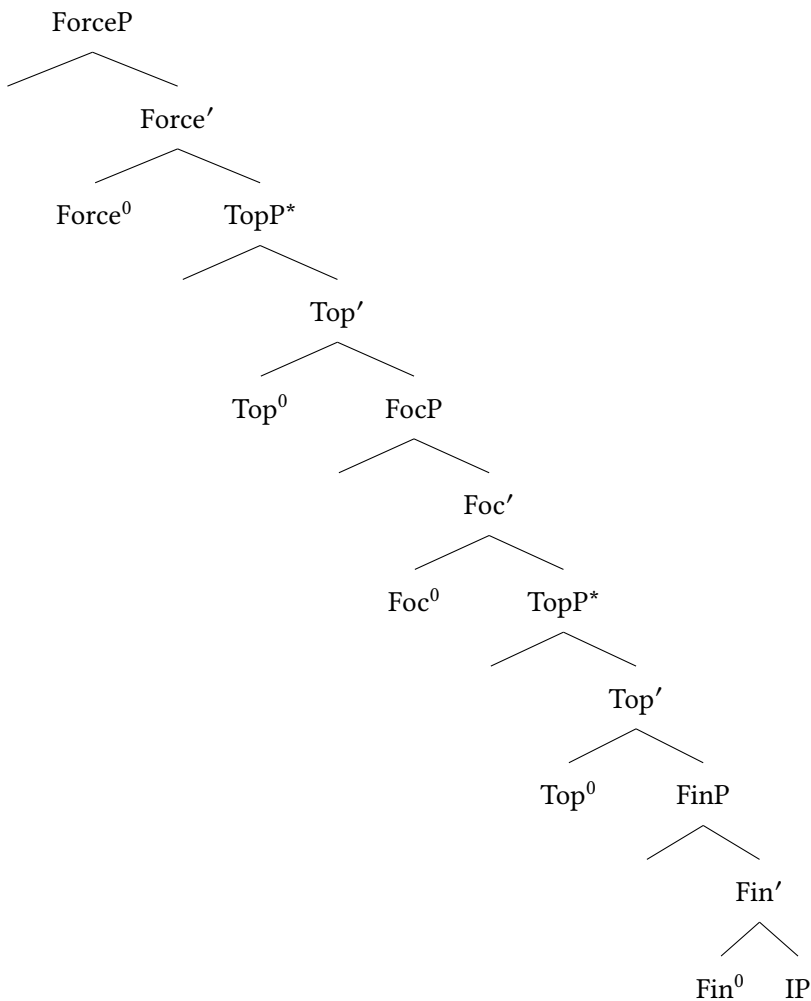 ForceP
Force′
Force⁰ TopP*
Top′
Top⁰ FocP
Foc′
Foc⁰ TopP*
Top′
Top⁰ FinP
Fin′
Fin⁰ IP